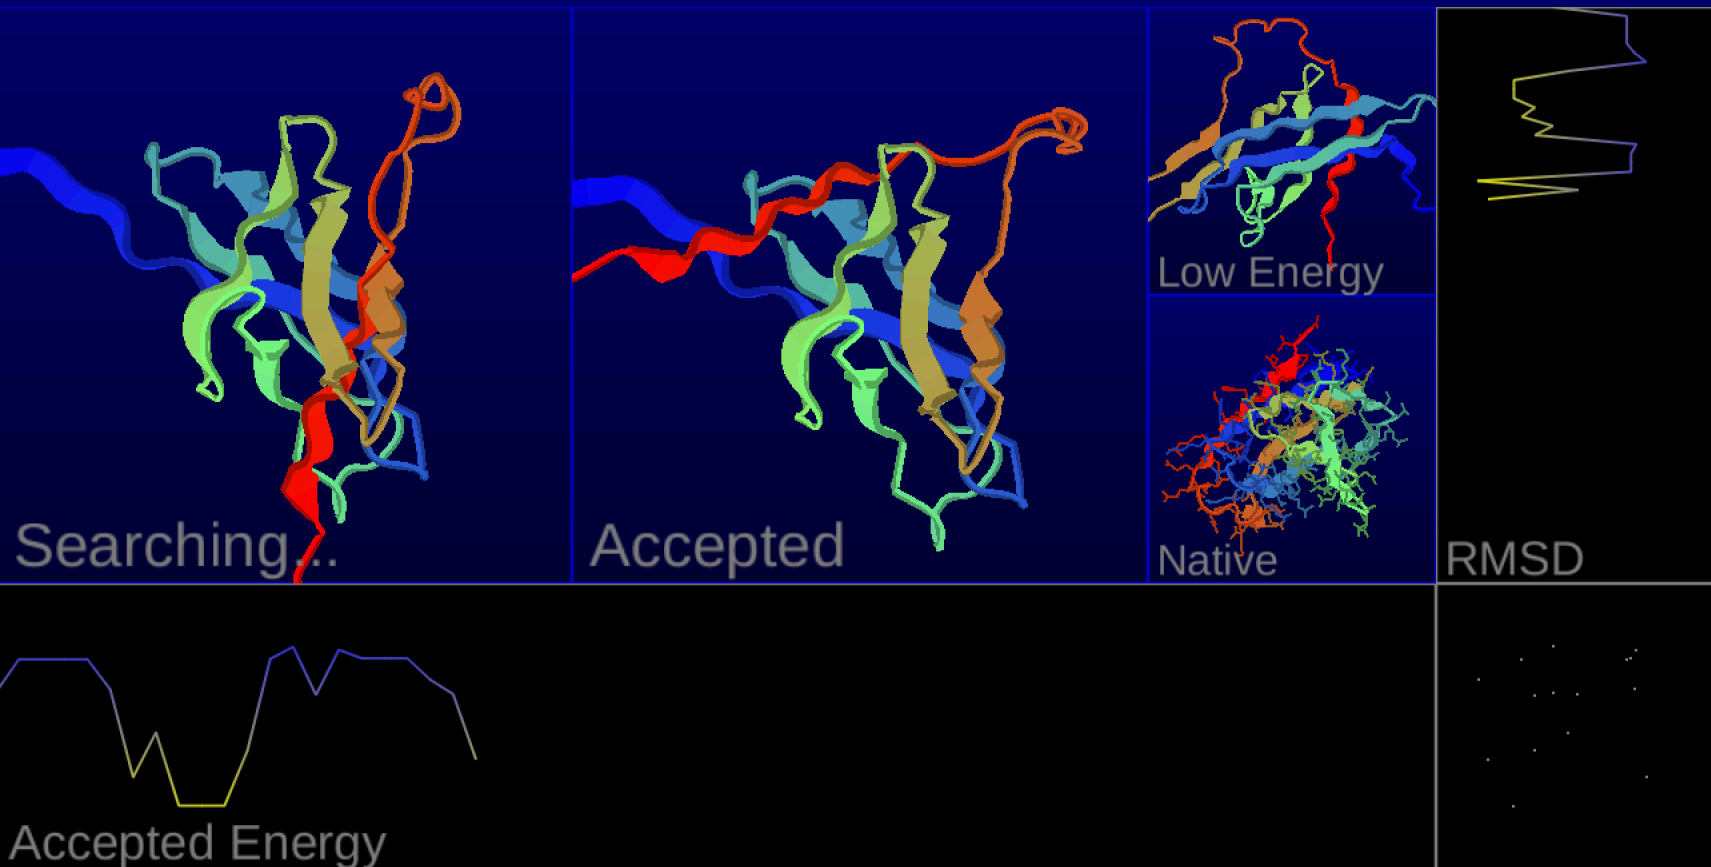 Searching...
Accepted
Low Energy
Native
RMSD
Accepted Energy